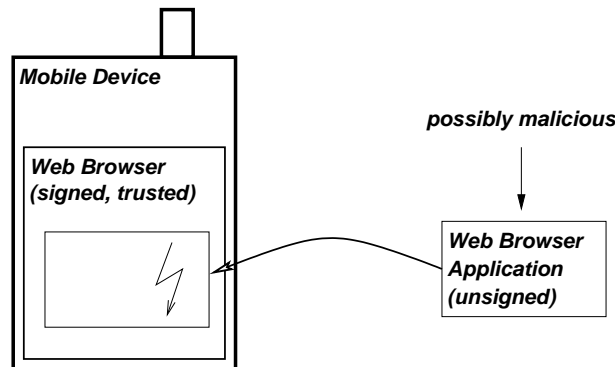 Mobile Device
possibly malicious
Web Browser
(signed, trusted)
Web Browser
Application
(unsigned)